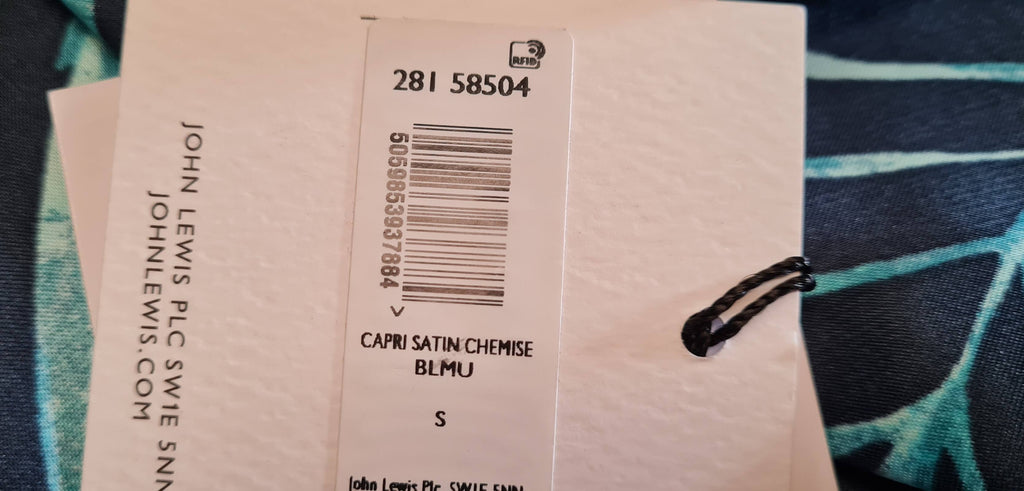 RFID
281 58504
5059853937884 >
CAPRI SATIN CHEMISE
BLMU
S
John Lewis Plc, SW1E 5NN
JOHN LEWIS PLC SW1E 5NN
JOHNLEWIS.COM